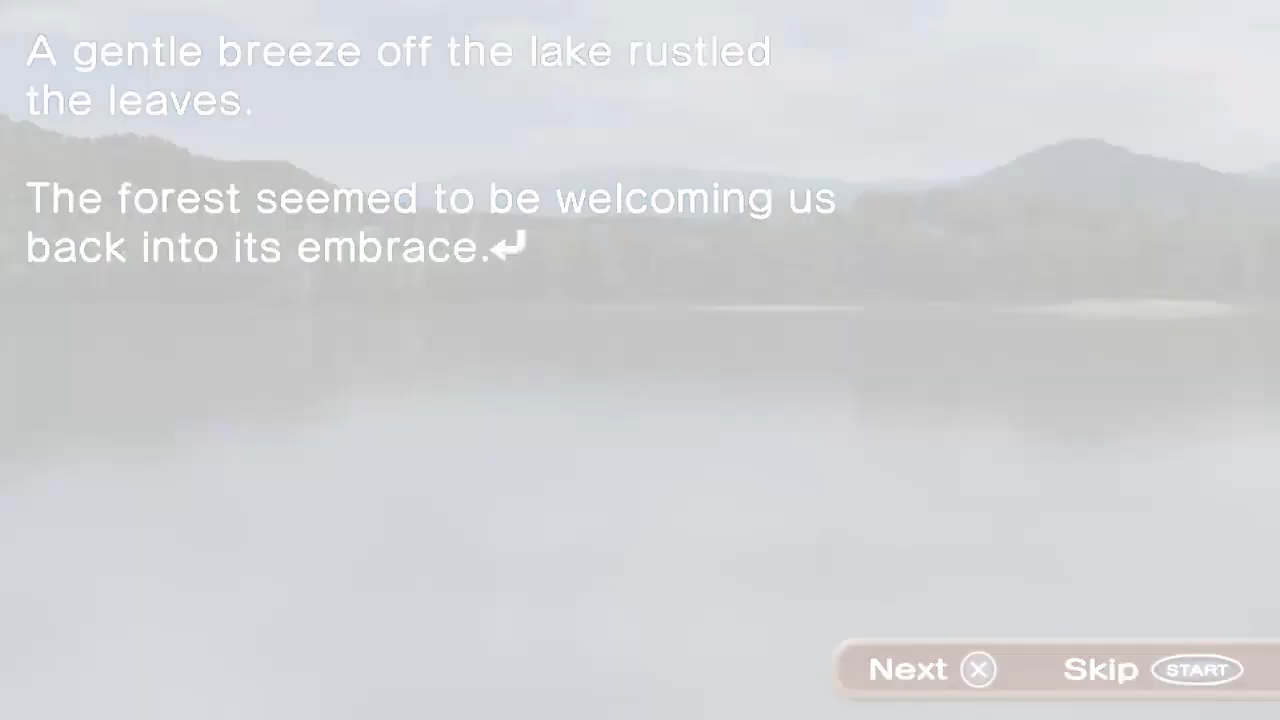 A gentle breeze off the lake rustled
the leaves.
The forest seemed to be welcoming us
back into its embrace.
Next
Skip START